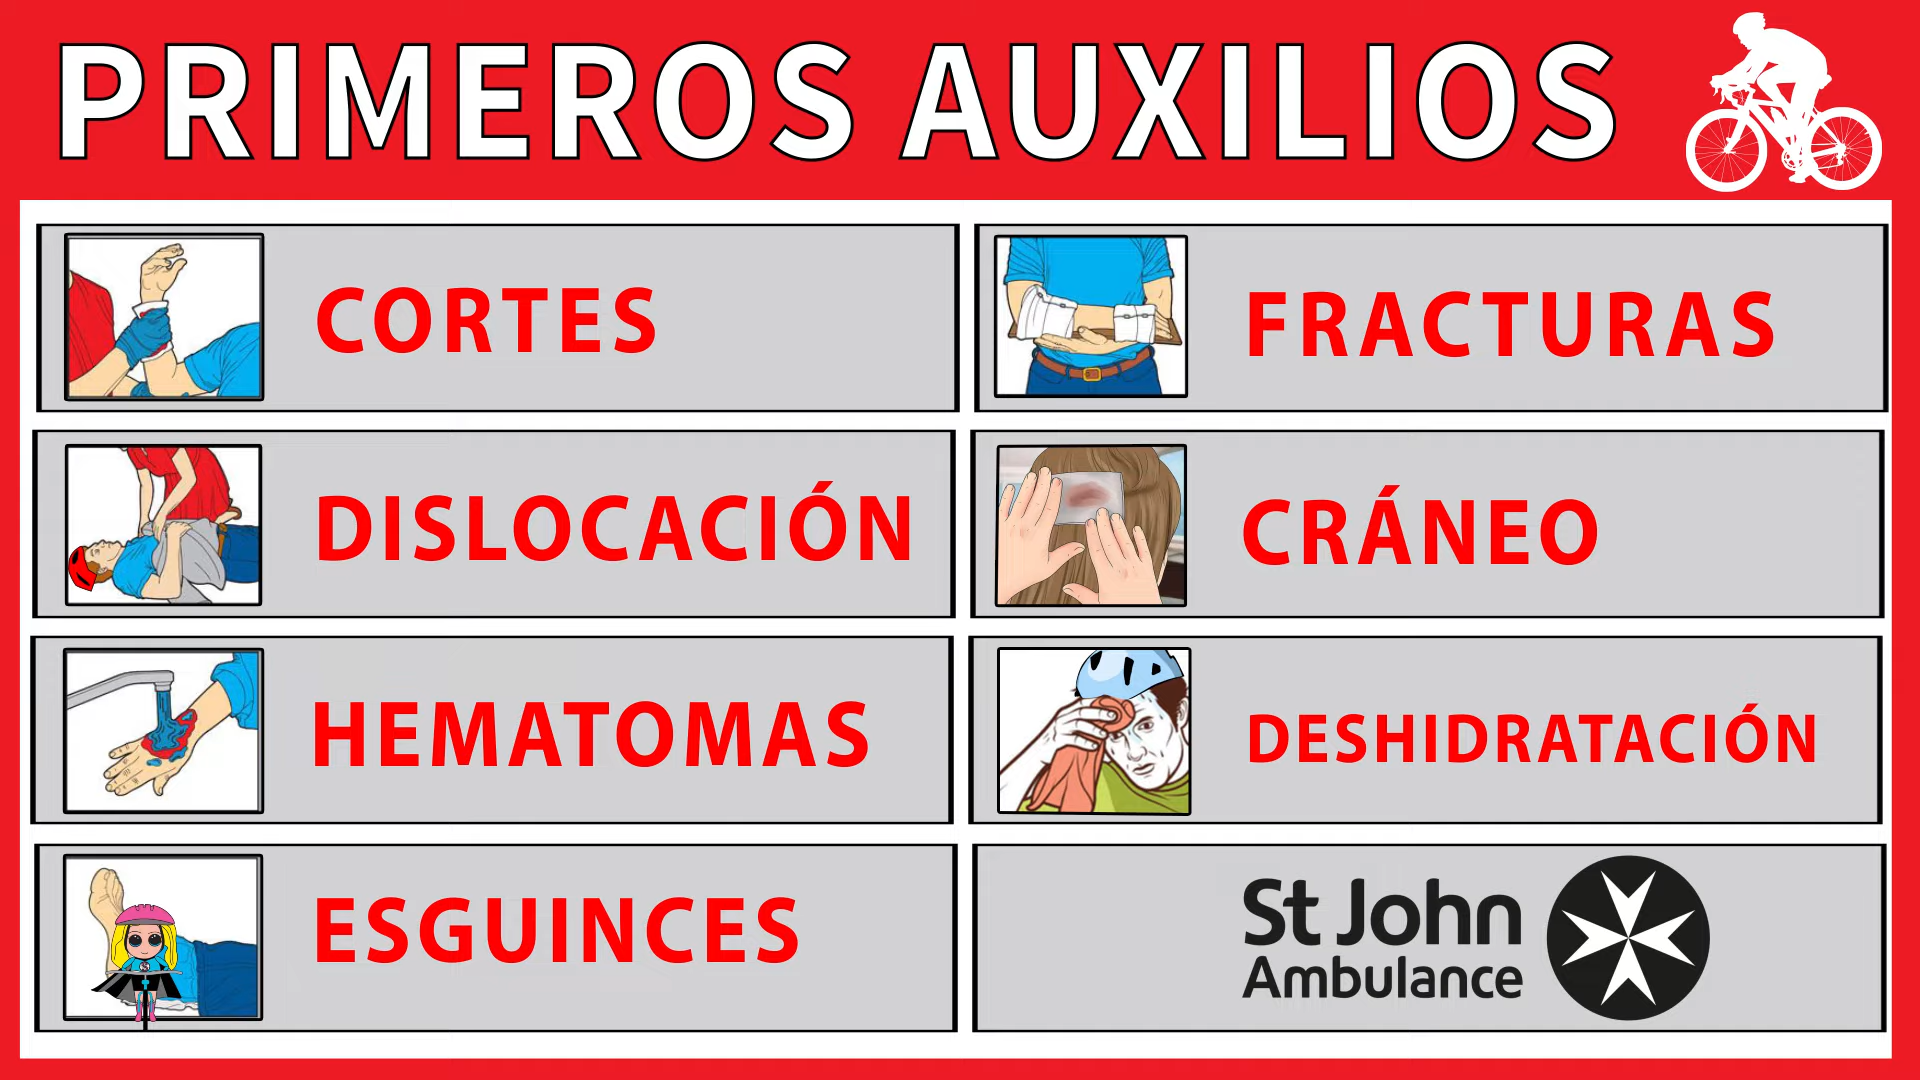 PRIMEROS AUXILIOS
CORTES
FRACTURAS
DISLOCACIÓN
CRÁNEO
HEMATOMAS
DESHIDRATACIÓN
ESGUINCES
St John
Ambulance